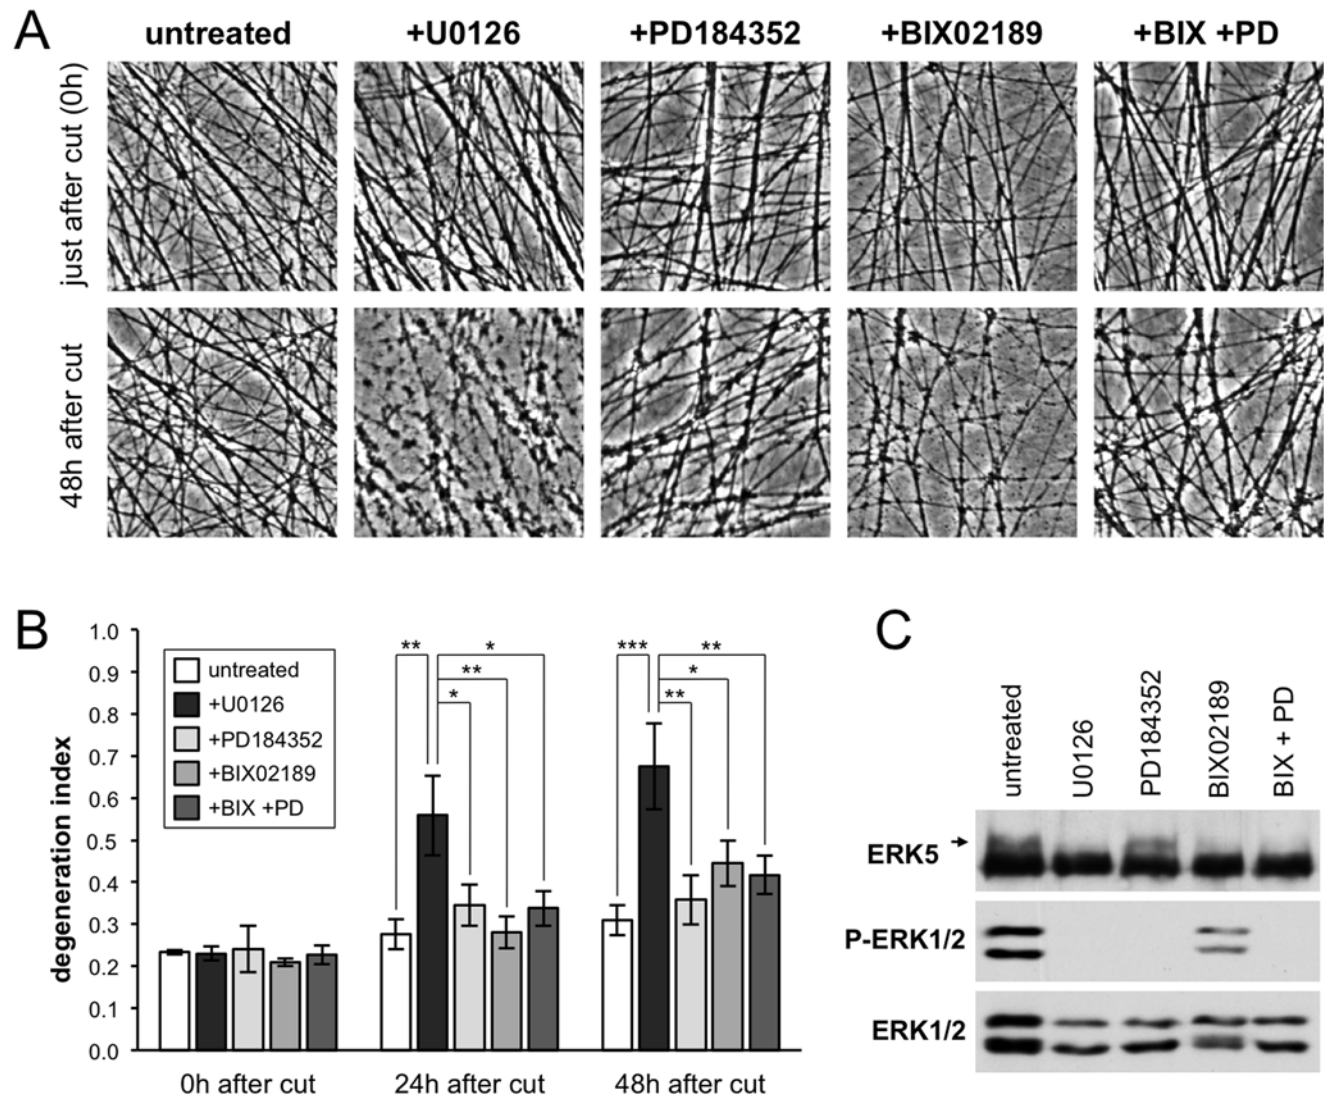 A
untreated
+U0126
+PD184352
+BIX02189
+BIX +PD
just after cut (0h)
48h after cut
B
degeneration index
1.0
0.9
0.8
0.7
0.6
0.5
0.4
0.3
0.2
0.1
0.0
untreated
+U0126
+PD184352
+BIX02189
+BIX +PD
** * ** *
*** ** * **
0h after cut
24h after cut
48h after cut
C
untreated
U0126
PD184352
BIX02189
BIX + PD
ERK5
P-ERK1/2
ERK1/2